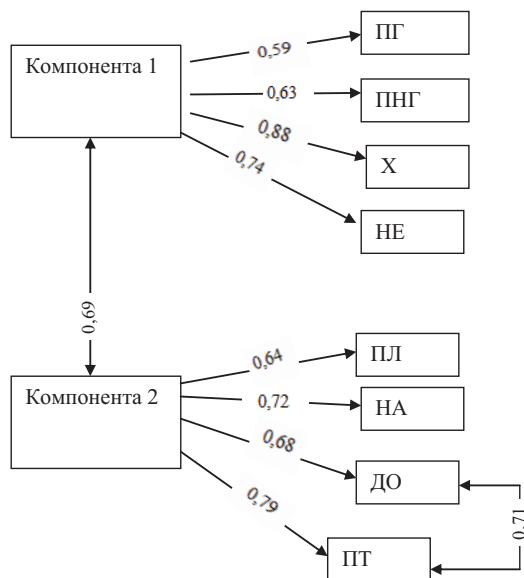 ПГ
Компонента 1
0,59
0,63
ПНГ
0,88
Х
0,74
НЕ
0,69
ПЛ
0,64
Компонента 2
0,72
НА
0,68
ДО
0,79
0,71
ПТ